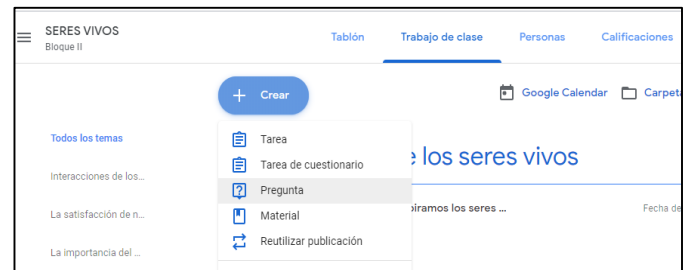 SERES VIVOS
Bloque II
Tablón Trabajo de clase Personas Calificaciones
Crear
Google Calendar Carpeta
Todos los temas
Interacciones de los...
La satisfacción de n...
La importancia del ...
Tarea
Tarea de cuestionario
Pregunta
Material
Reutilizar publicación
los seres vivos
piramos los seres ...
Fecha de